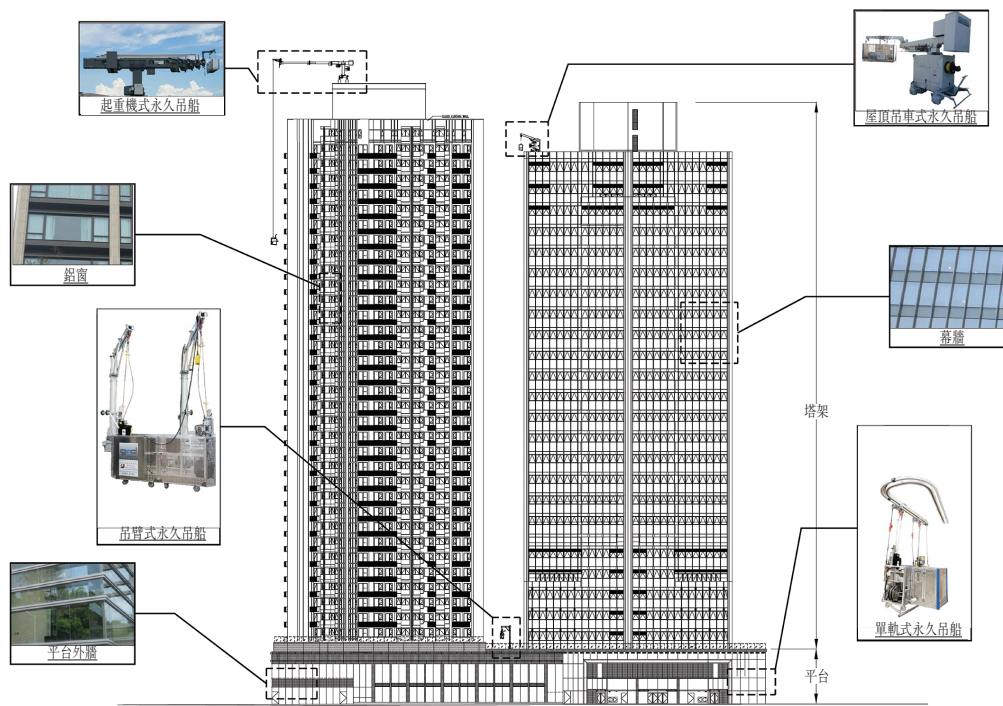 起重機式永久吊船
屋頂吊車式永久吊船
鋁窗
幕牆
塔架
吊臂式永久吊船
單軌式永久吊船
平台外牆
平台